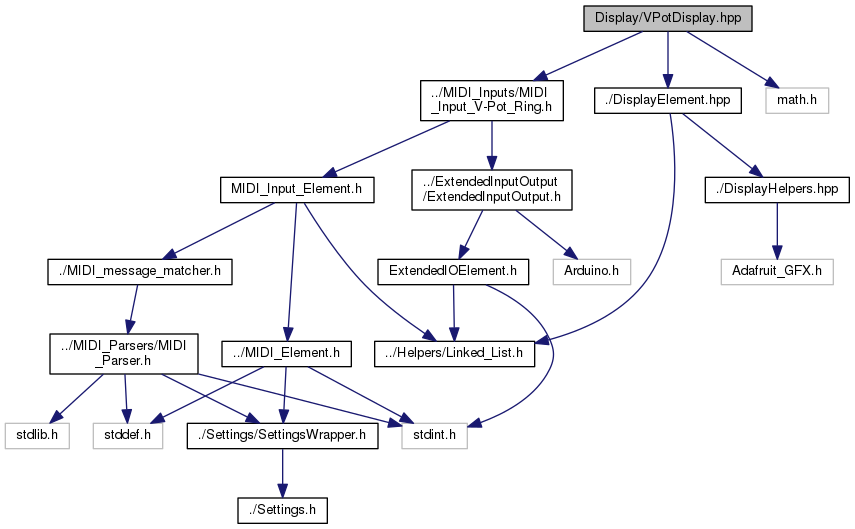 Display/VPotDisplay.hpp
../MIDI_Inputs/MIDI
_Input_V-Pot_Ring.h
./DisplayElement.hpp
math.h
MIDI_Input_Element.h
../ExtendedInputOutput
/ExtendedInputOutput.h
./DisplayHelpers.hpp
./MIDI_message_matcher.h
ExtendedIOElement.h
Arduino.h
Adafruit_GFX.h
../MIDI_Parsers/MIDI
_Parser.h
../MIDI_Element.h
../Helpers/Linked_List.h
stdlib.h
stddef.h
./Settings/SettingsWrapper.h
stdint.h
./Settings.h